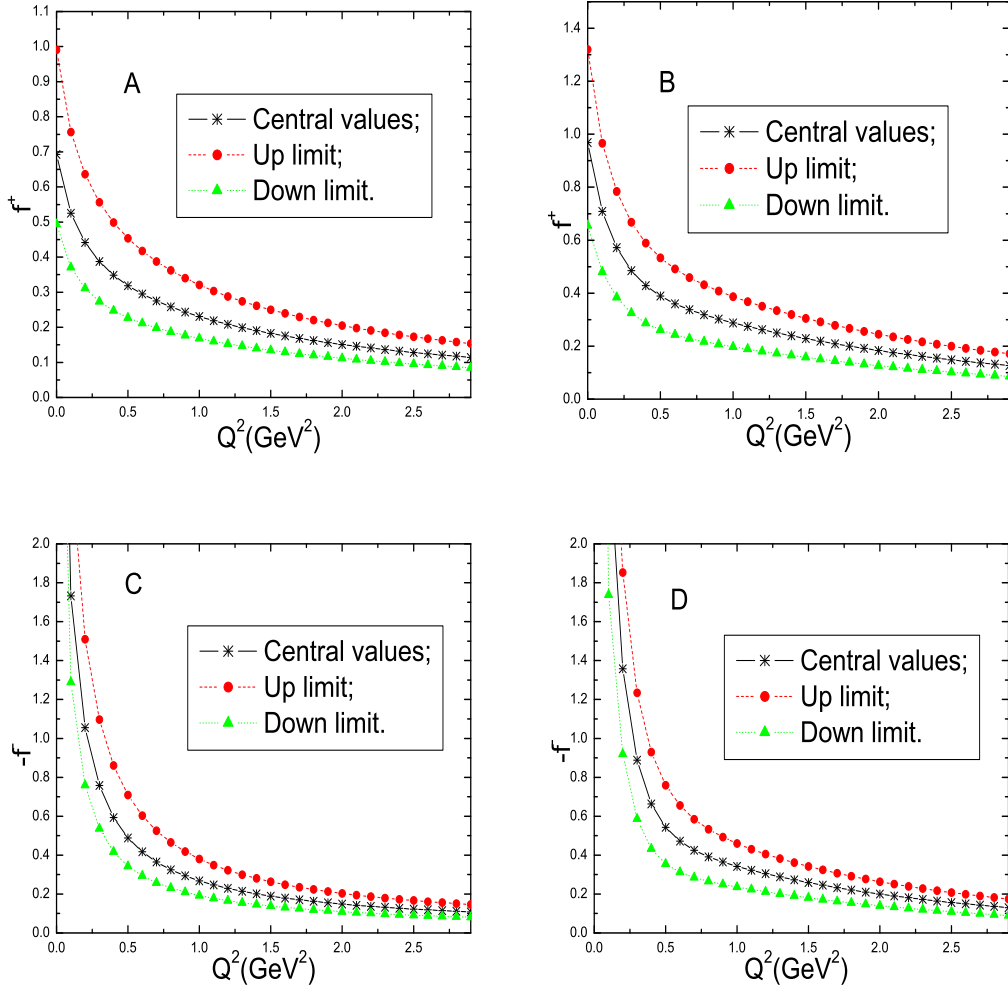 1.1
1.0
0.9
0.8
0.7
0.6
0.5
0.4
0.3
0.2
0.1
0.0
f⁺
A
Central values;
Up limit;
Down limit.
0.0 0.5 1.0 1.5 2.0 2.5
Q²(GeV²)
1.4
1.2
1.0
0.8
0.6
0.4
0.2
0.0
f⁺
B
Central values;
Up limit;
Down limit.
0.0 0.5 1.0 1.5 2.0 2.5
Q²(GeV²)
2.0
1.8
1.6
1.4
1.2
1.0
0.8
0.6
0.4
0.2
0.0
-f⁻
C
Central values;
Up limit;
Down limit.
0.0 0.5 1.0 1.5 2.0 2.5
Q²(GeV²)
2.0
1.8
1.6
1.4
1.2
1.0
0.8
0.6
0.4
0.2
0.0
-f⁻
D
Central values;
Up limit;
Down limit.
0.0 0.5 1.0 1.5 2.0 2.5
Q²(GeV²)